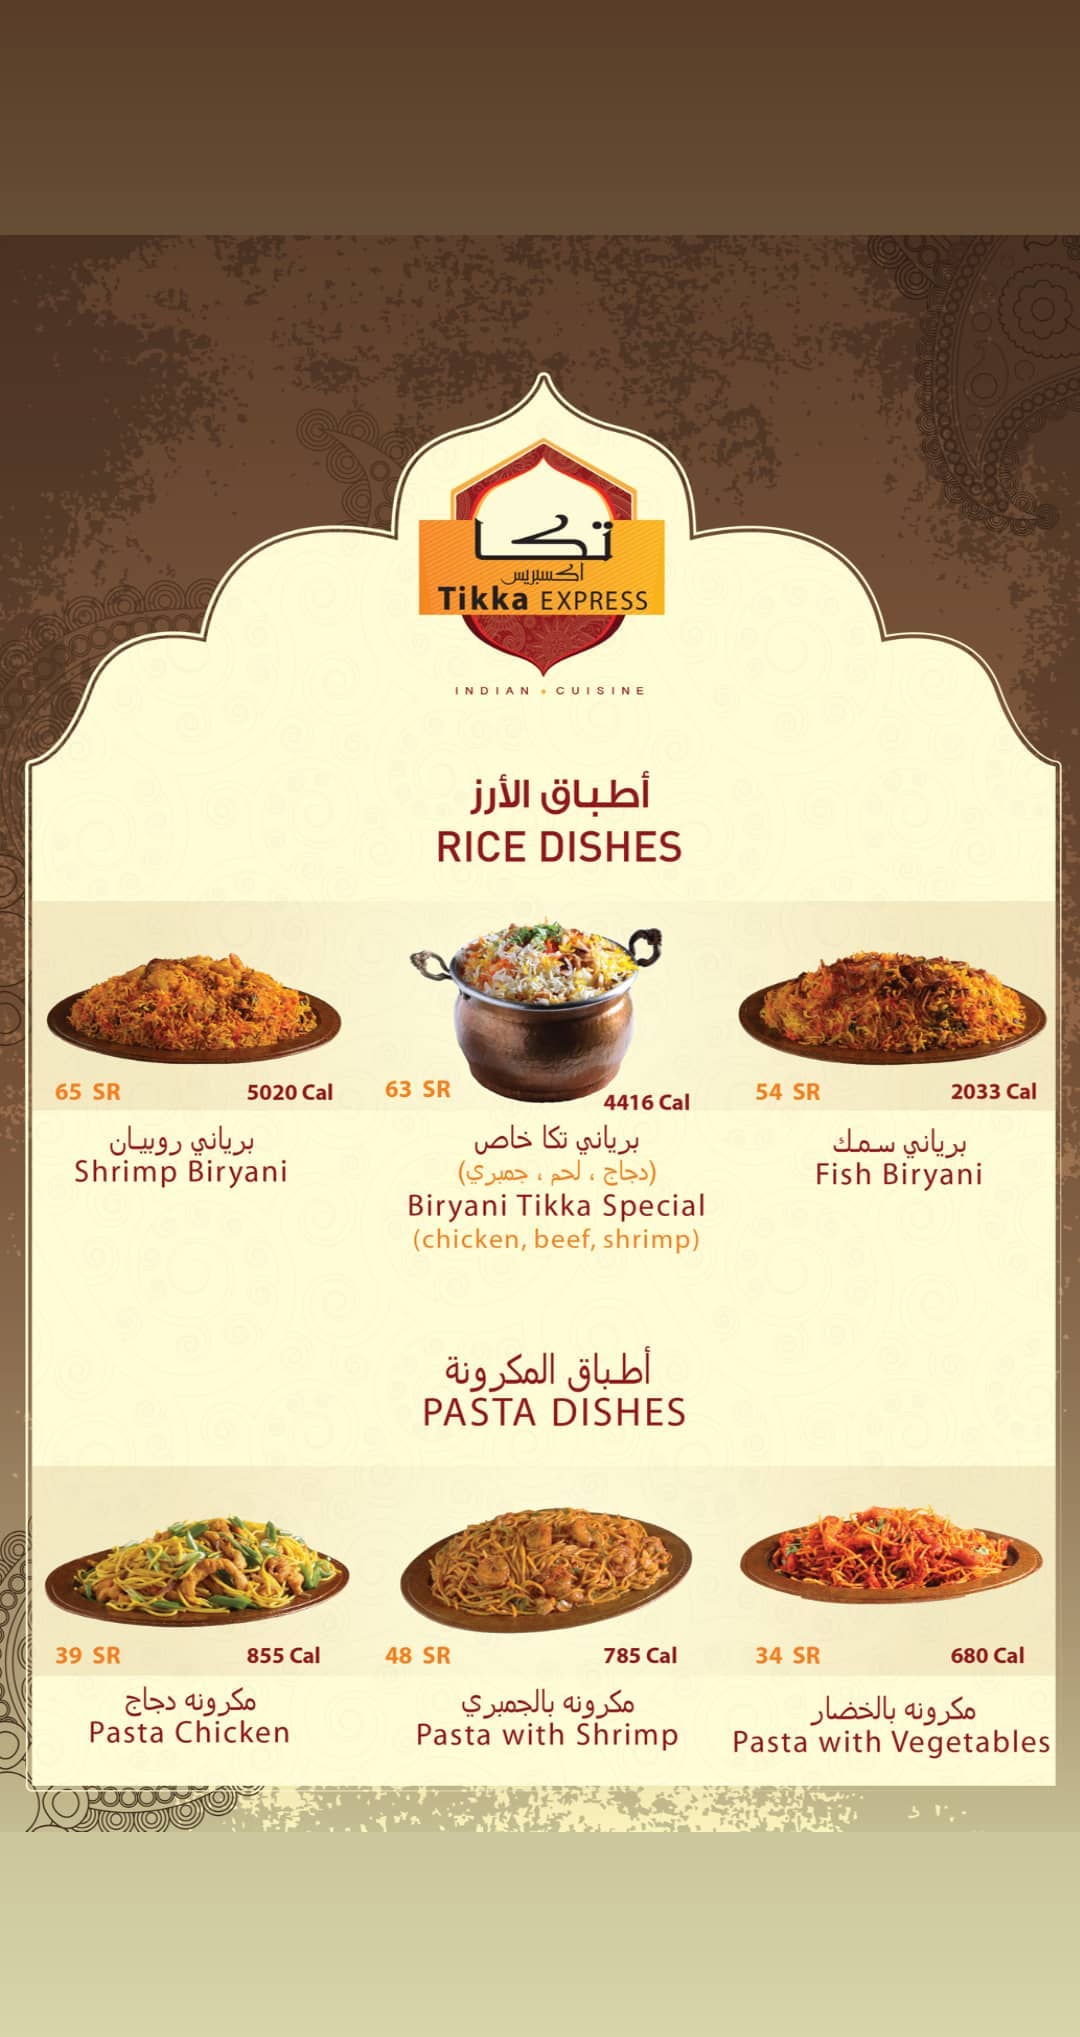 تكا
اكسبريس
Tikka EXPRESS
INDIAN • CUISINE
أطباق الأرز
RICE DISHES
65 SR 5020 Cal
برياني روبيان
Shrimp Biryani
63 SR 4416 Cal
برياني تكا خاص
(دجاج ، لحم ، جمبري)
Biryani Tikka Special
(chicken, beef, shrimp)
54 SR 2033 Cal
برياني سمك
Fish Biryani
أطباق المكرونة
PASTA DISHES
39 SR 855 Cal
مكرونه دجاج
Pasta Chicken
48 SR 785 Cal
مكرونه بالجمبري
Pasta with Shrimp
34 SR 680 Cal
مكرونه بالخضار
Pasta with Vegetables